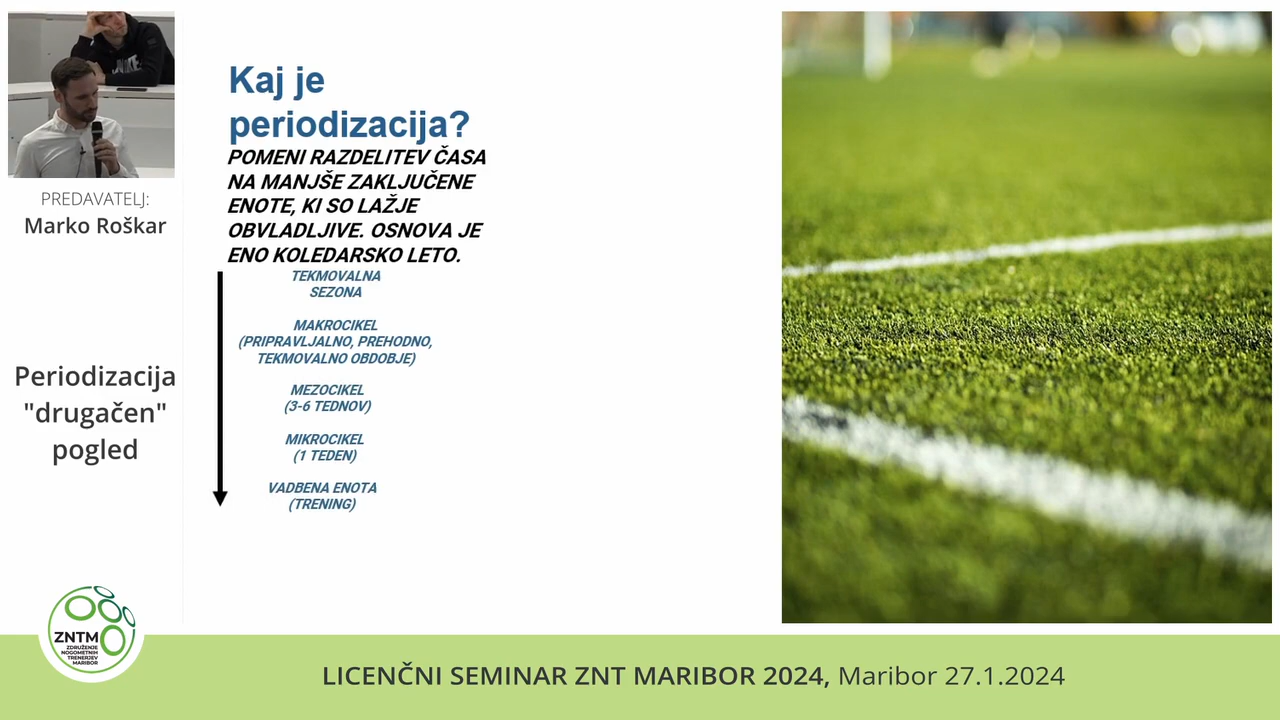 PREDAVATELJ:
Marko Roškar
Periodizacija
"drugačen"
pogled
Kaj je
periodizacija?
POMENI RAZDELITEV ČASA
NA MANJŠE ZAKLJUČENE
ENOTE, KI SO LAŽJE
OBVLADLJIVE. OSNOVA JE
ENO KOLEDARSKO LETO.
TEKMOVALNA
SEZONA
MAKROCIKEL
(PRIPRAVLJALNO, PREHODNO,
TEKMOVALNO OBDOBJE)
MEZOCIKEL
(3-6 TEDNOV)
MIKROCIKEL
(1 TEDEN)
VADBENA ENOTA
(TRENING)
ZNTM
ZDRUŽENJE
NOGOMETNIH
TRENERJEV
MARIBOR
LICENČNI SEMINAR ZNT MARIBOR 2024, Maribor 27.1.2024